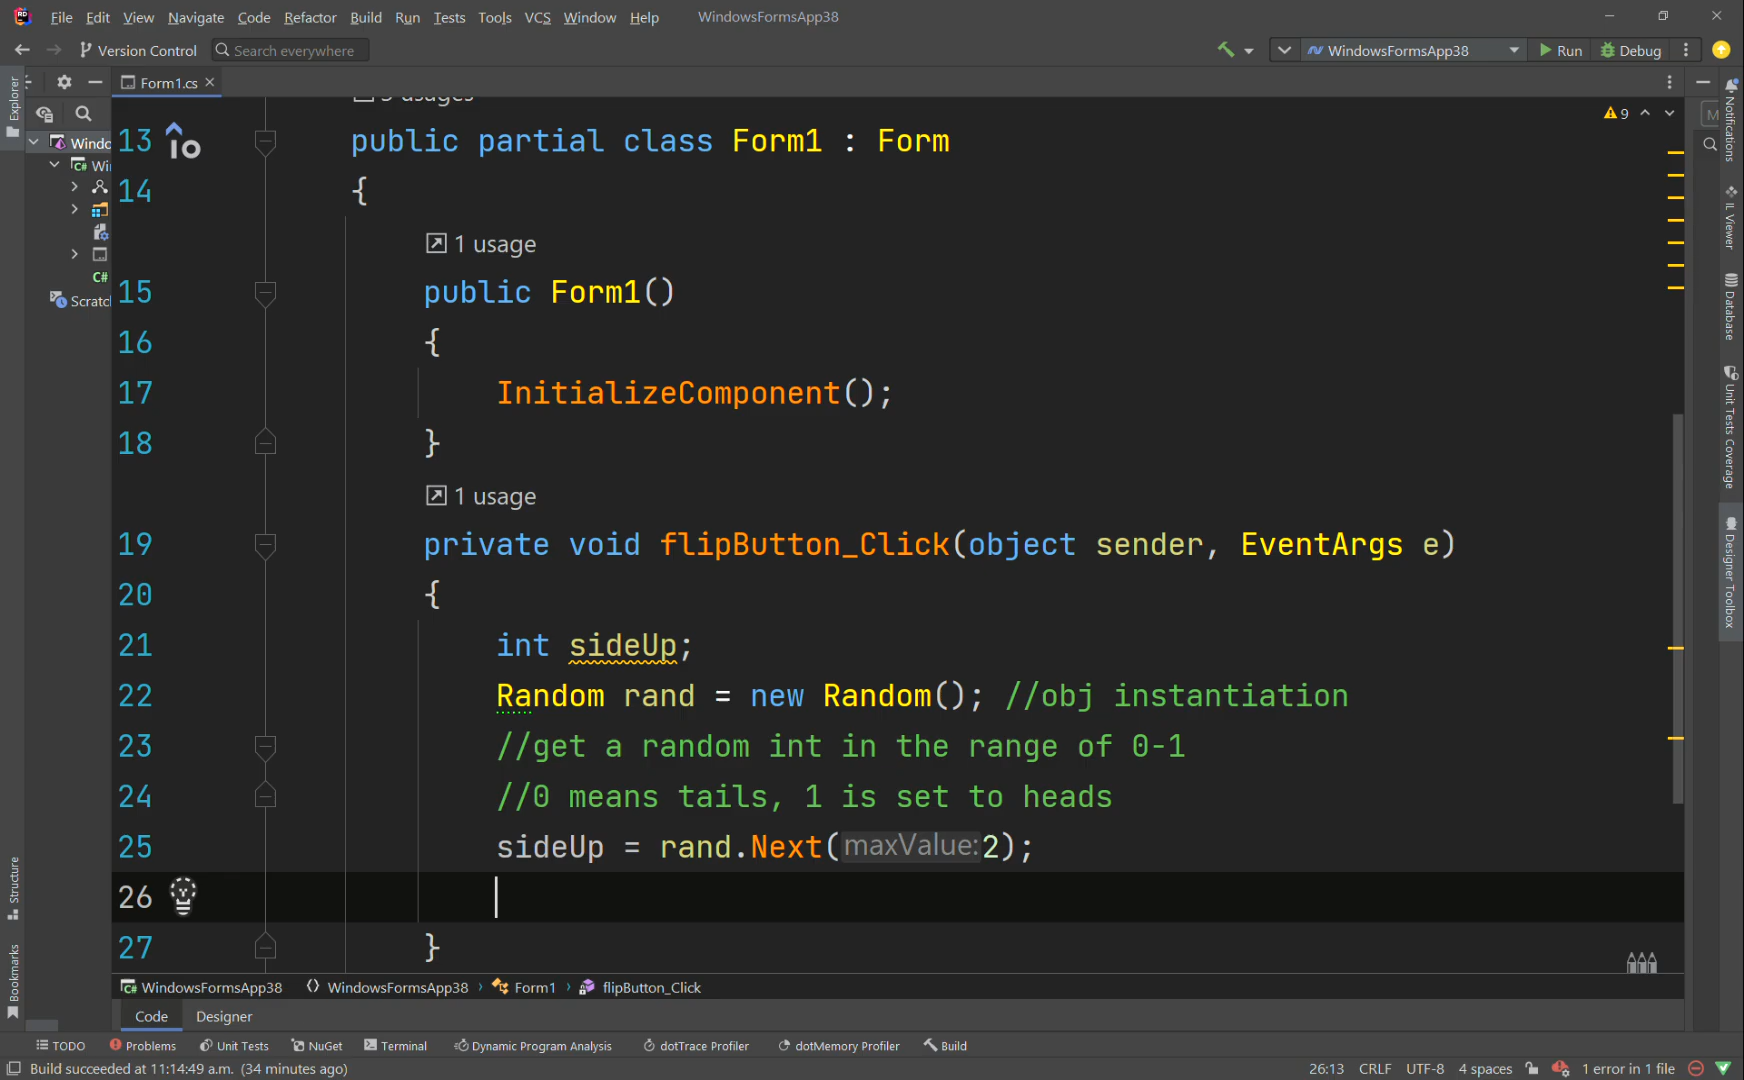 File Edit View Navigate Code Refactor Build Run Tests Tools VCS Window Help WindowsFormsApp38
Version Control Search everywhere WindowsFormsApp38 Run Debug
Explorer
Form1.cs
9
Notifications
Windo
Wi
C#
Scratch
13 public partial class Form1 : Form
14 {
1 usage
15 public Form1()
16 {
17 InitializeComponent();
18 }
1 usage
19 private void flipButton_Click(object sender, EventArgs e)
20 {
21 int sideUp;
22 Random rand = new Random(); //obj instantiation
23 //get a random int in the range of 0-1
24 //0 means tails, 1 is set to heads
25 sideUp = rand.Next(maxValue:2);
26
27 }
IL Viewer
Database
Unit Tests Coverage
Designer Toolbox
Structure
Bookmarks
WindowsFormsApp38 WindowsFormsApp38 Form1 flipButton_Click
Code Designer
TODO Problems Unit Tests NuGet Terminal Dynamic Program Analysis dotTrace Profiler dotMemory Profiler Build
Build succeeded at 11:14:49 a.m. (34 minutes ago) 26:13 CRLF UTF-8 4 spaces 1 error in 1 file